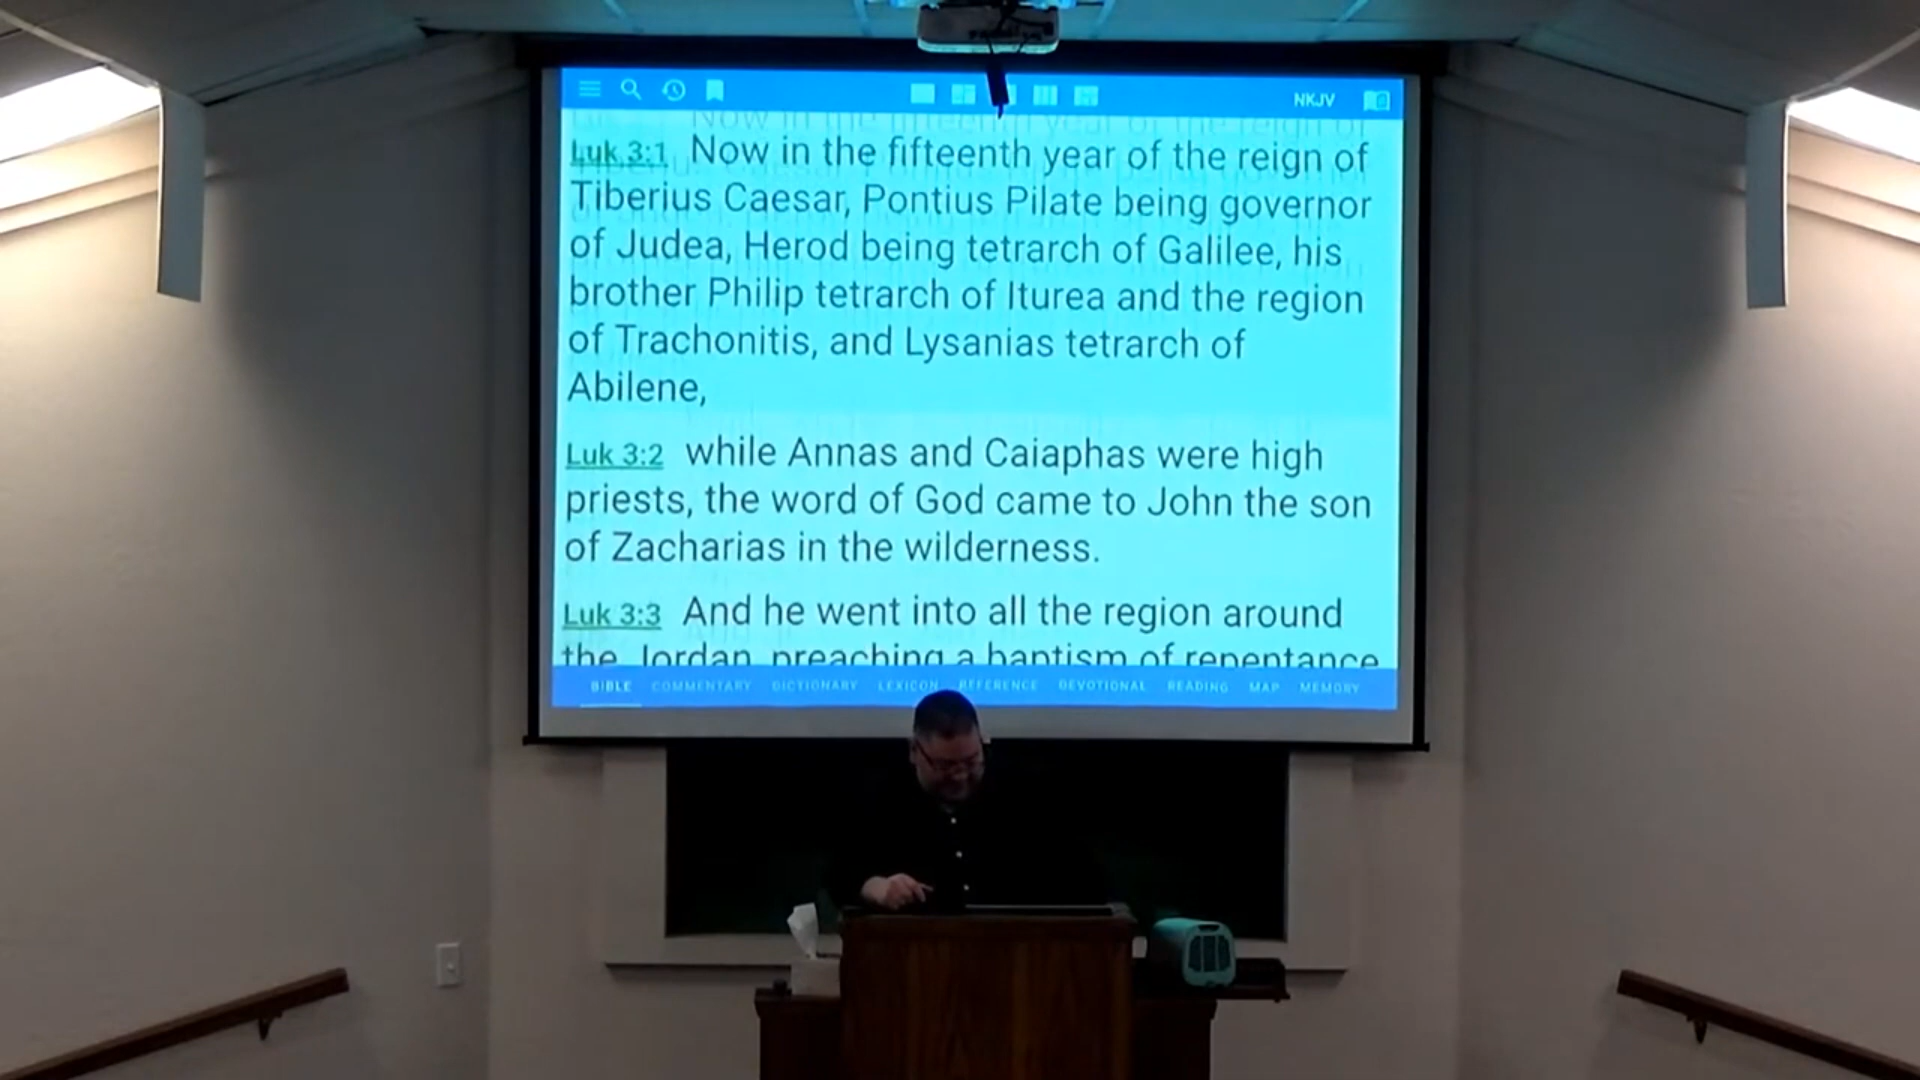 NKJV
Luk 3:1 Now in the fifteenth year of the reign of
Tiberius Caesar, Pontius Pilate being governor
of Judea, Herod being tetrarch of Galilee, his
brother Philip tetrarch of Iturea and the region
of Trachonitis, and Lysanias tetrarch of
Abilene,
Luk 3:2 while Annas and Caiaphas were high
priests, the word of God came to John the son
of Zacharias in the wilderness.
Luk 3:3 And he went into all the region around
the Jordan, preaching a baptism of repentance
BIBLE COMMENTARY DICTIONARY LEXICON REFERENCE DEVOTIONAL READING MAP MEMORY